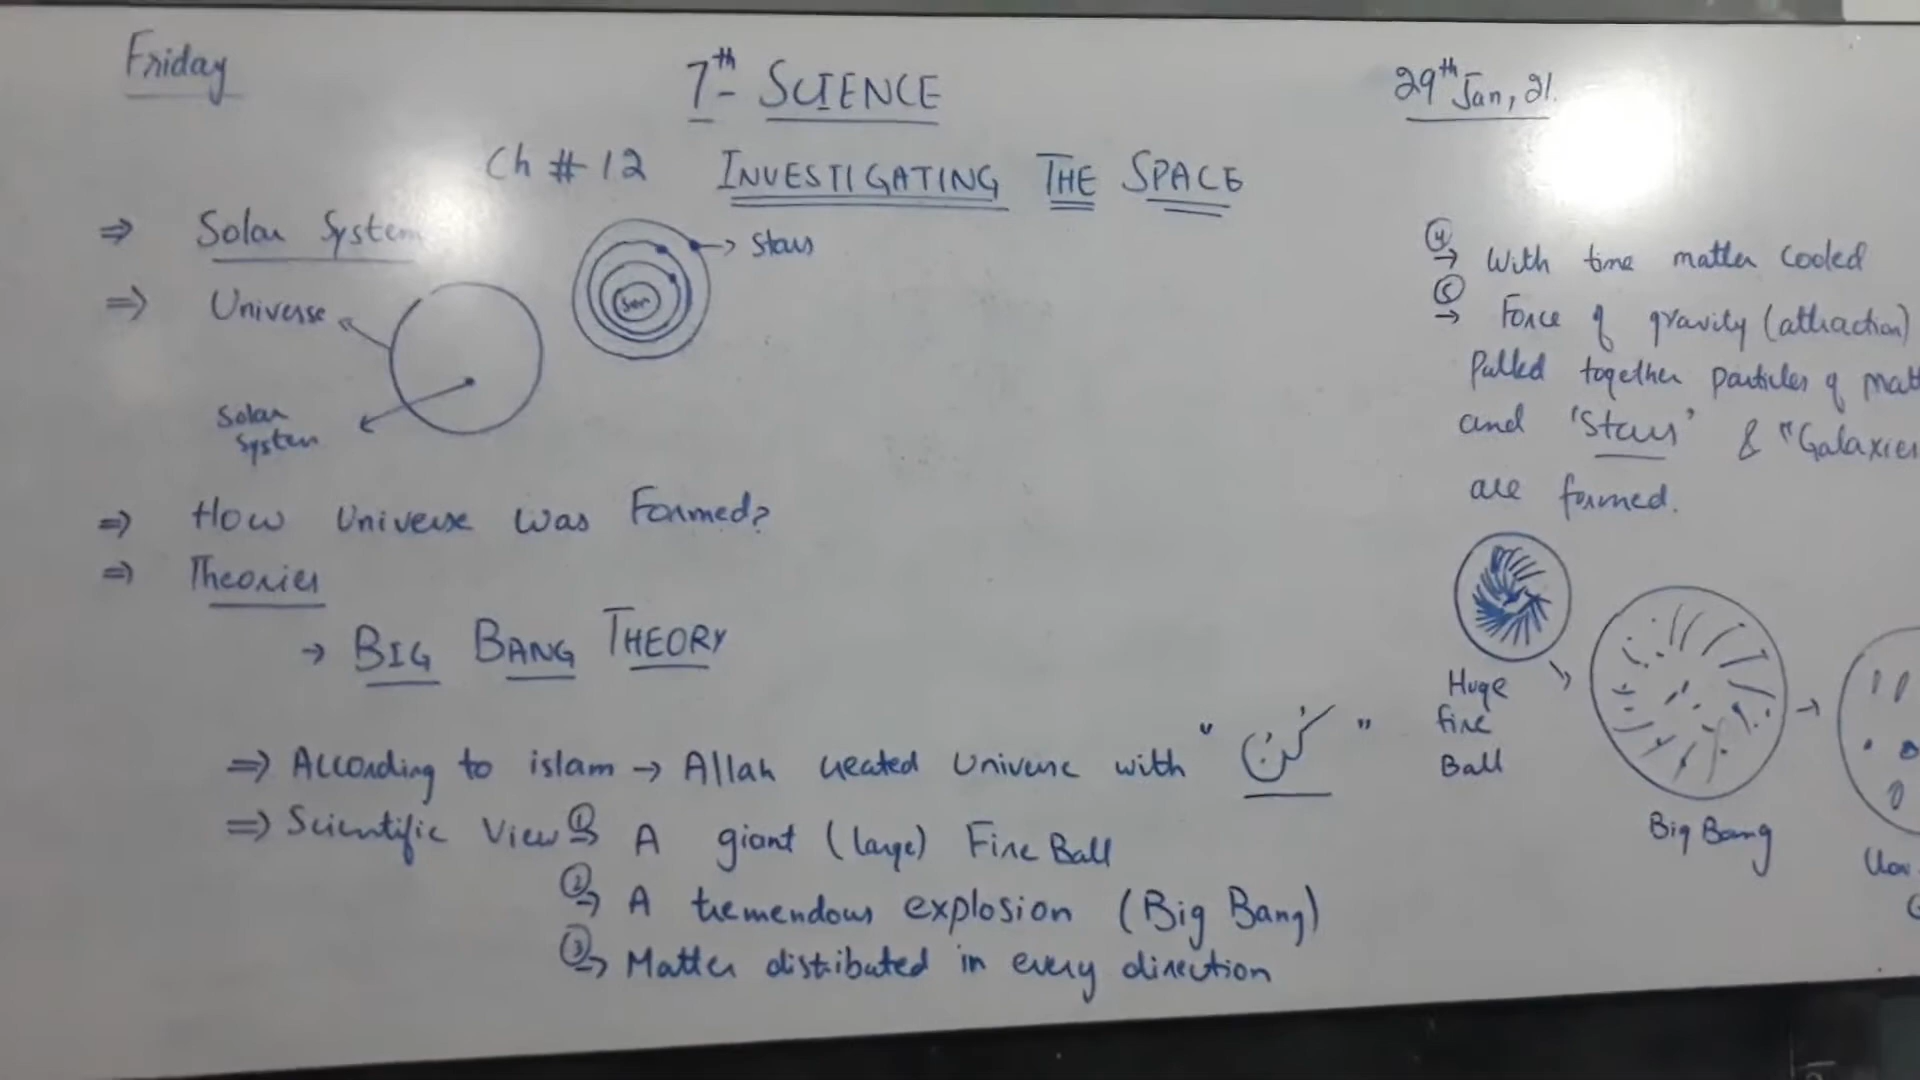 Friday
7th SCIENCE
29th Jan, 21.
Ch # 12 INVESTIGATING THE SPACE
⇒ Solar System
Sun
→ Stars
⇒ Universe
Solar
System
⇒ How Universe Was Formed?
⇒ Theories
→ BIG BANG THEORY
⇒ According to islam → Allah created Universe with "كن"
⇒ Scientific View ① → A giant (large) Fire Ball
② → A tremendous explosion (Big Bang)
③ → Matter distributed in every direction
④ → With time matter cooled
⑤ → Force of gravity (attraction)
Pulled together particles of matt
and 'Stars' & "Galaxies
are formed.
Huge
fire
Ball
Big Bang